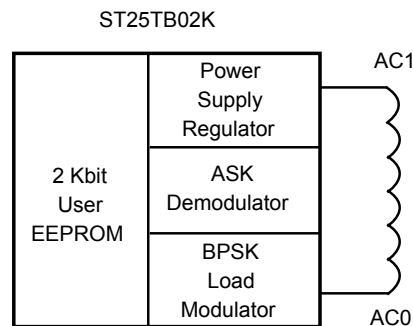 ST25TB02K
Power
Supply
Regulator
AC1
2 Kbit
User
EEPROM
ASK
Demodulator
BPSK
Load
Modulator
AC0